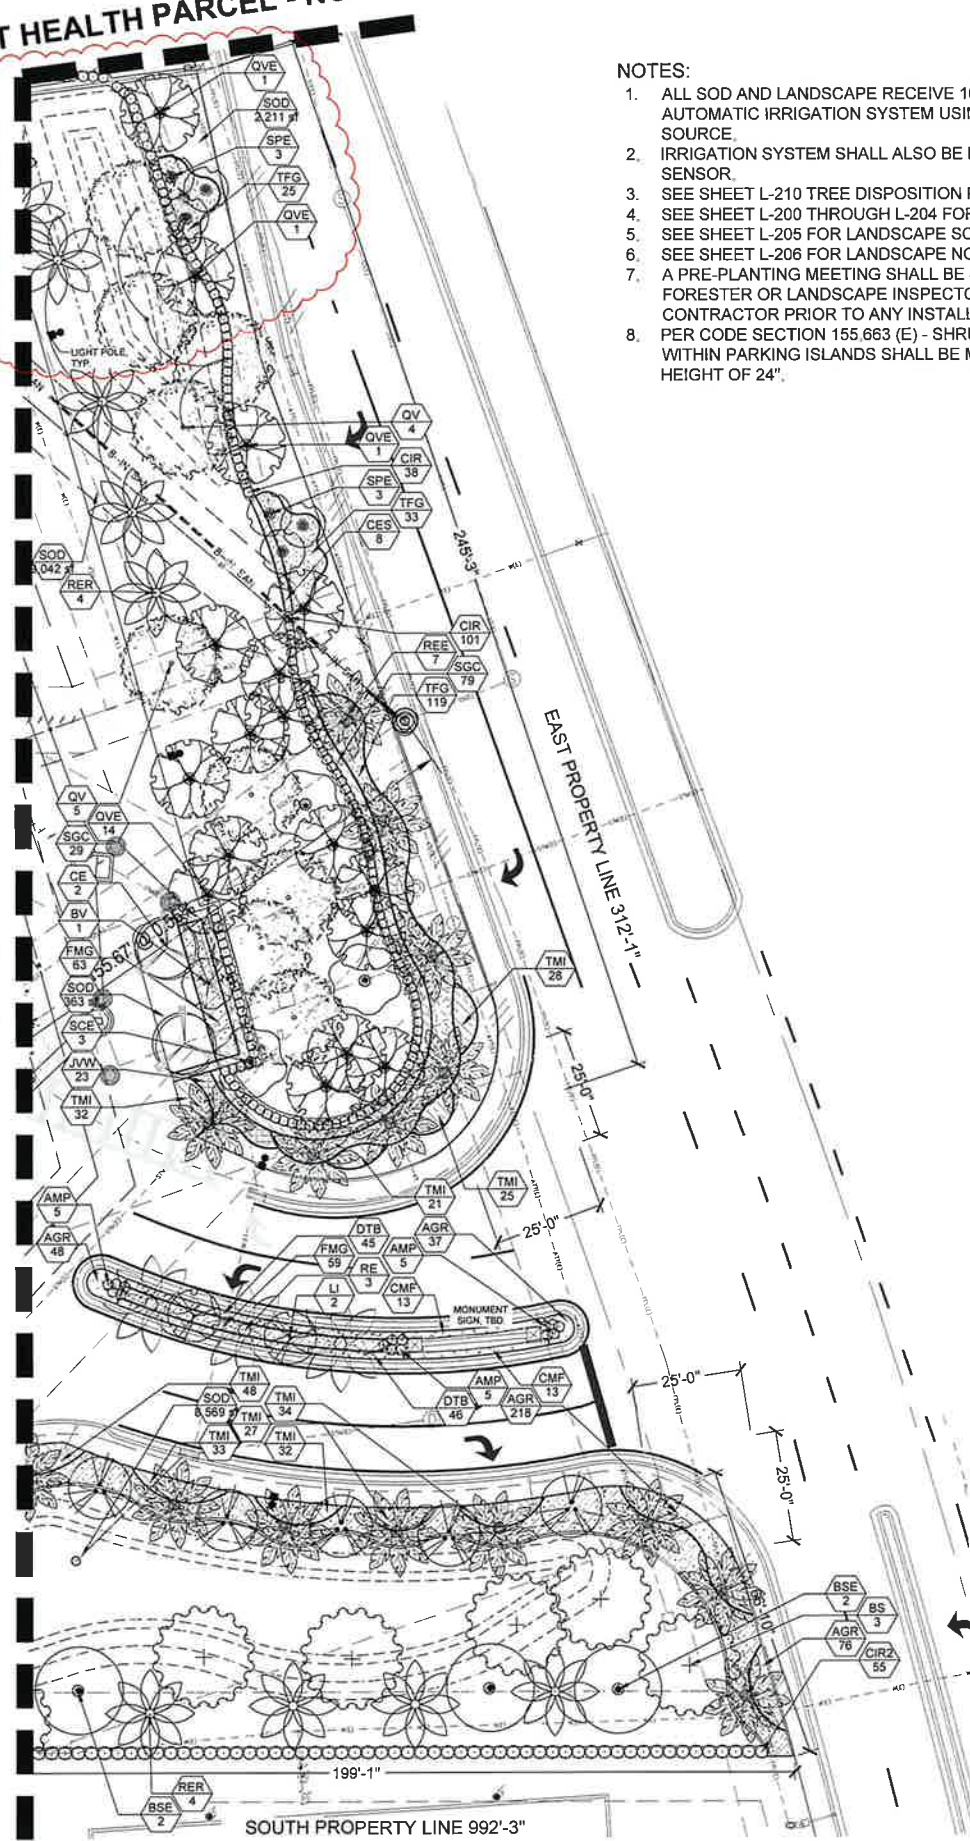 T HEALTH PARCEL - NO
NOTES:
1. ALL SOD AND LANDSCAPE RECEIVE 10
AUTOMATIC IRRIGATION SYSTEM USIN
SOURCE.
2. IRRIGATION SYSTEM SHALL ALSO BE
SENSOR.
3. SEE SHEET L-210 TREE DISPOSITION
4. SEE SHEET L-200 THROUGH L-204 FOR
5. SEE SHEET L-205 FOR LANDSCAPE SC
6. SEE SHEET L-206 FOR LANDSCAPE NO
7. A PRE-PLANTING MEETING SHALL BE
FORESTER OR LANDSCAPE INSPECTO
CONTRACTOR PRIOR TO ANY INSTALL
8. PER CODE SECTION 155.663 (E) - SHRU
WITHIN PARKING ISLANDS SHALL BE M
HEIGHT OF 24".
QVE
1
SOD
2,211 sf
SPE
3
TFG
25
QVE
1
LIGHT POLE,
TYP.
QV
4
QVE
1
CIR
38
SPE
3
TFG
33
CES
8
245'-3"
SOD
,042 sf
RER
4
CIR
101
REE
7
SGC
79
TFG
119
EAST PROPERTY LINE 312'-1"
QV
5
QVE
14
SGC
29
CE
2
BV
1
FMG
63
SOD
363 s
SCE
3
JVW
23
TMI
32
TMI
28
25'-0"
TMI
25
TMI
21
25'-0"
AMP
5
AGR
48
DTB
45
AGR
37
FMG
59
AMP
5
RE
3
LI
2
CMF
13
MONUMENT
SIGN, TBD.
25'-0"
TMI
48
SOD
8,569 s
TMI
34
TMI
27
TMI
33
TMI
32
AMP
5
CMF
13
DTB
46
AGR
218
25'-0"
BSE
2
BS
3
AGR
76
CIR2
55
199'-1"
RER
4
BSE
2
SOUTH PROPERTY LINE 992'-3"